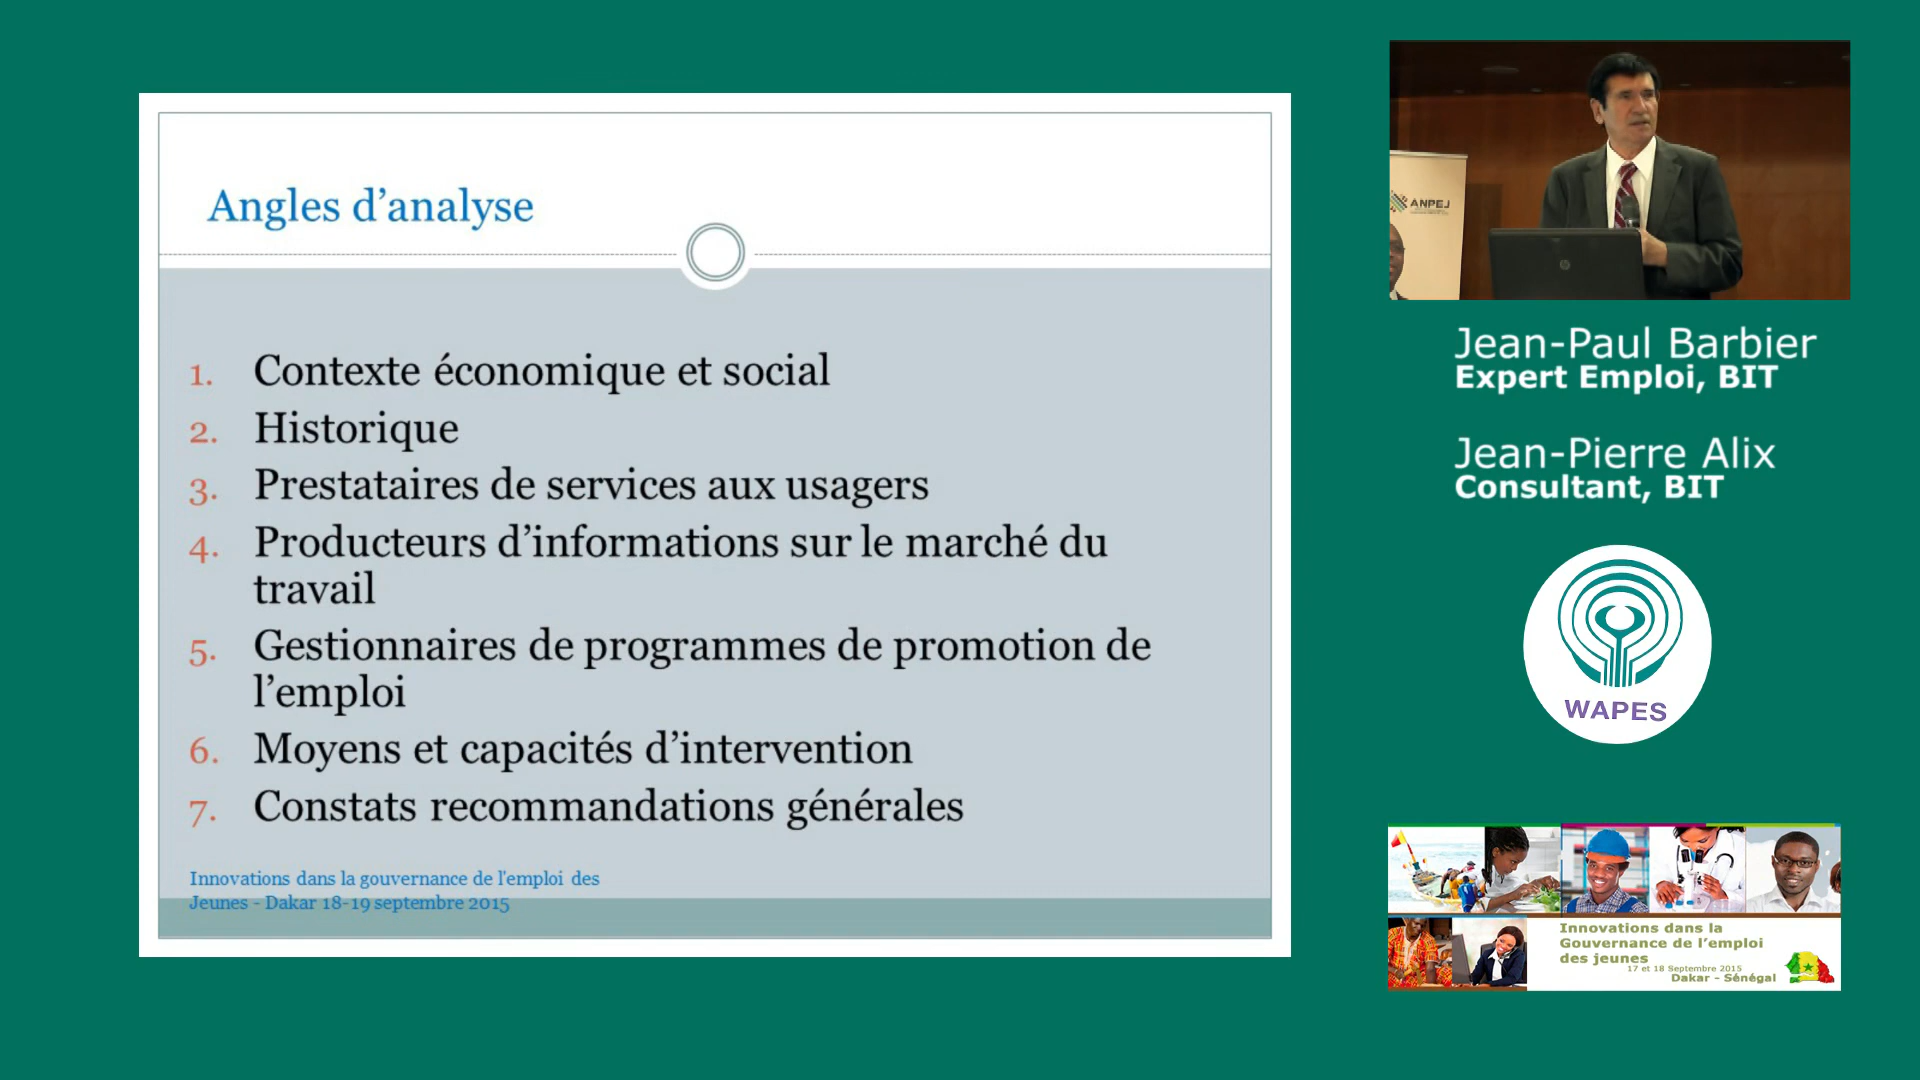 Angles d’analyse
1. Contexte économique et social
2. Historique
3. Prestataires de services aux usagers
4. Producteurs d’informations sur le marché du
travail
5. Gestionnaires de programmes de promotion de
l’emploi
6. Moyens et capacités d’intervention
7. Constats recommandations générales
Innovations dans la gouvernance de l'emploi des
Jeunes - Dakar 18-19 septembre 2015
ANPEJ
Jean-Paul Barbier
Expert Emploi, BIT
Jean-Pierre Alix
Consultant, BIT
WAPES
Innovations dans la
Gouvernance de l’emploi
des jeunes
17 et 18 Septembre 2015
Dakar - Sénégal